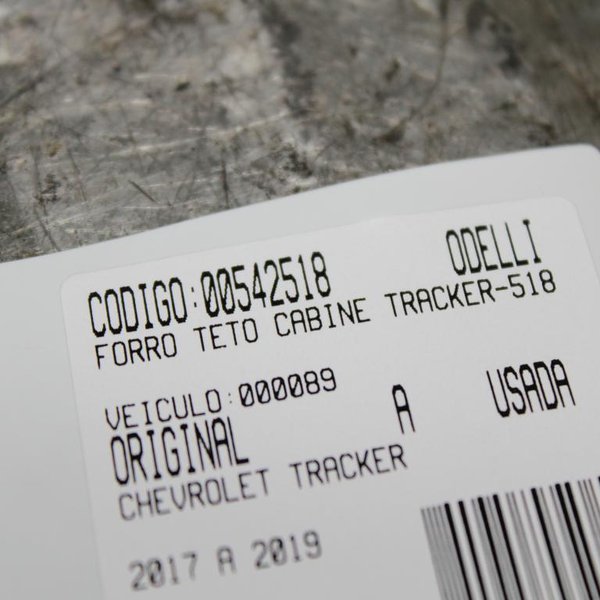 CODIGO:00542518 ODELLI
FORRO TETO CABINE TRACKER-518
VEICULO:000089
ORIGINAL A USADA
CHEVROLET TRACKER
2017 A 2019